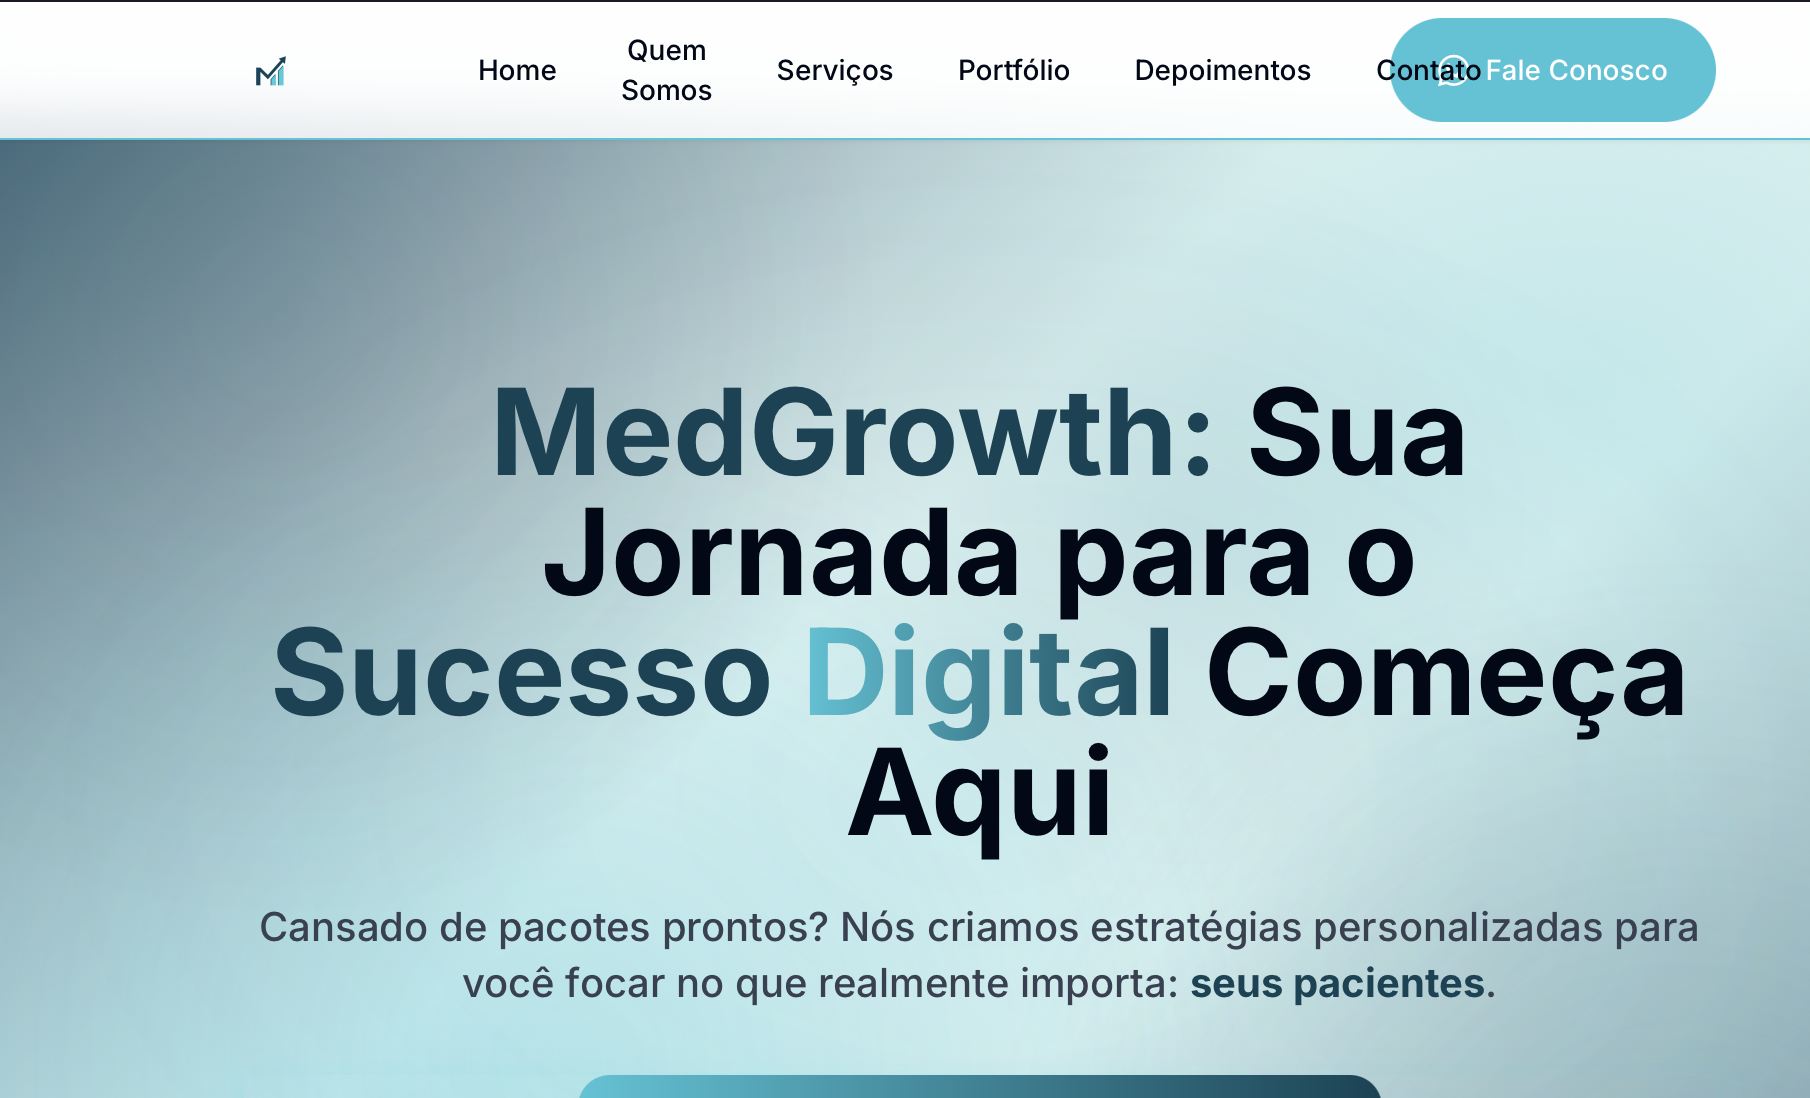 Home
Quem
Somos
Serviços
Portfólio
Depoimentos
Contato
Fale Conosco
MedGrowth: Sua
Jornada para o
Sucesso Digital Começa
Aqui
Cansado de pacotes prontos? Nós criamos estratégias personalizadas para
você focar no que realmente importa: seus pacientes.